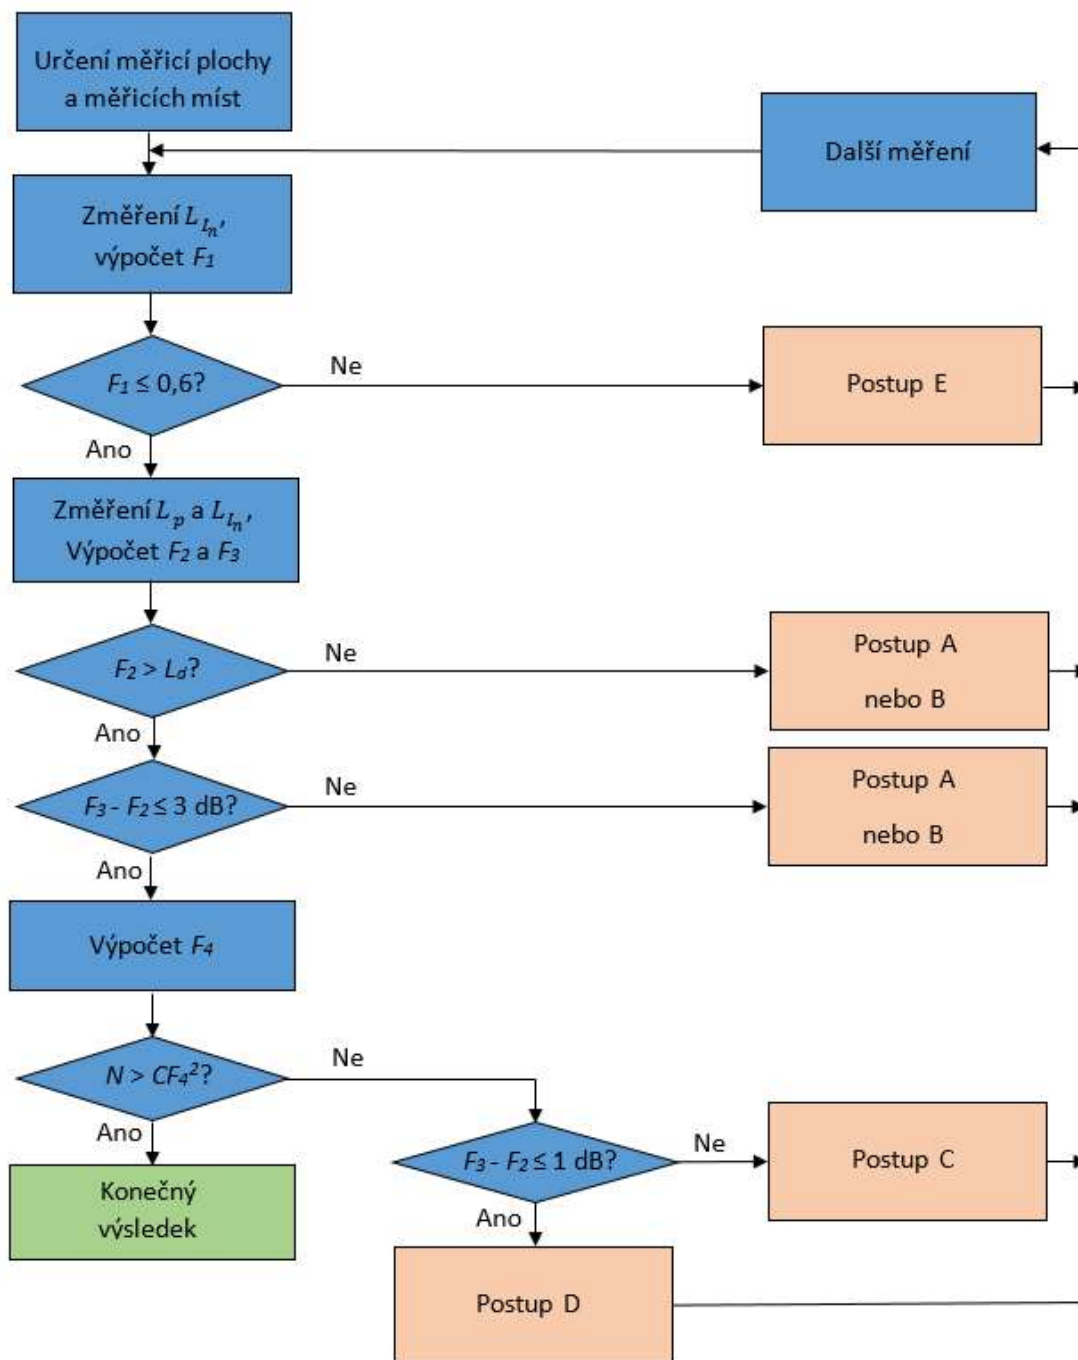 Určení měřicí plochy
a měřicích míst
Další měření
Změření L_{I_n},
výpočet F₁
F₁ ≤ 0,6?
Ne
Postup E
Ano
Změření L_p a L_{I_n},
Výpočet F₂ a F₃
F₂ > L_d?
Ne
Postup A
nebo B
Ano
F₃ - F₂ ≤ 3 dB?
Ne
Postup A
nebo B
Ano
Výpočet F₄
N > CF₄²?
Ne
Ano
Konečný
výsledek
F₃ - F₂ ≤ 1 dB?
Ne
Postup C
Ano
Postup D